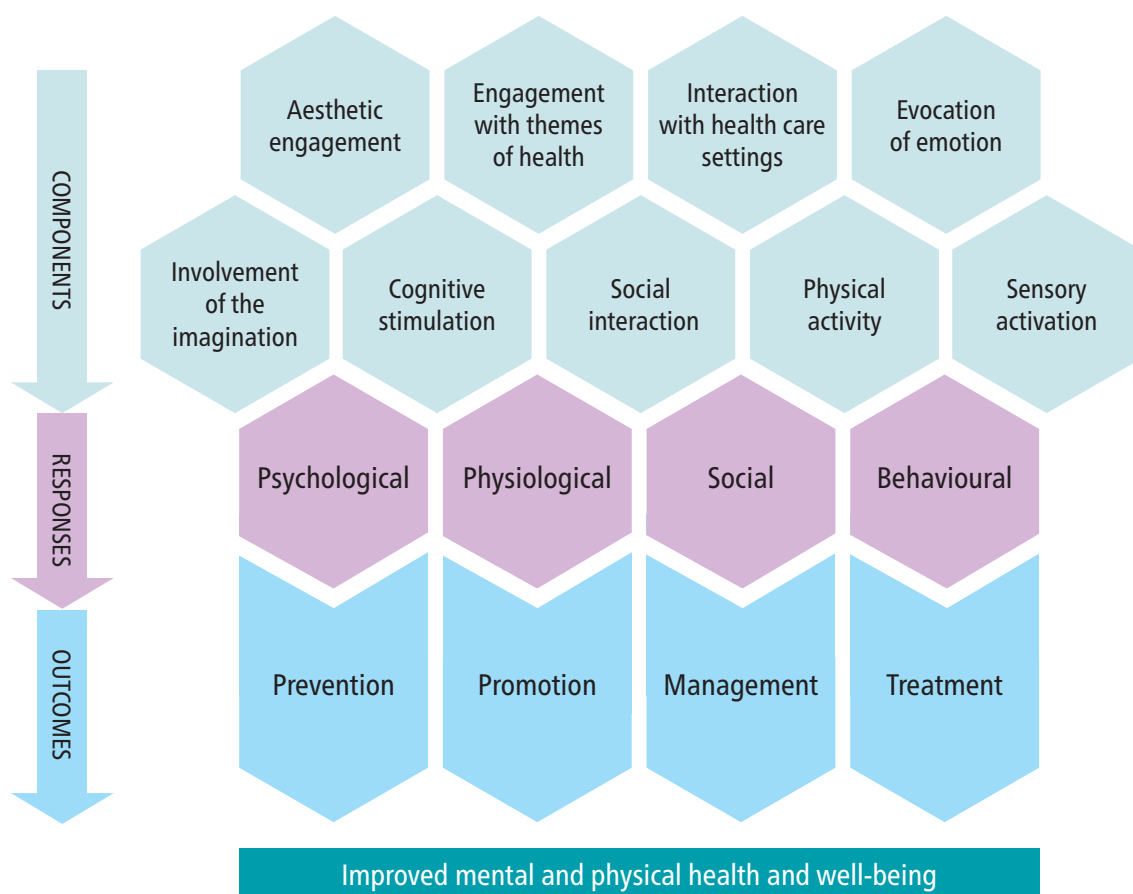 COMPONENTS
Aesthetic
engagement
Engagement
with themes
of health
Interaction
with health care
settings
Evocation
of emotion
Involvement
of the
imagination
Cognitive
stimulation
Social
interaction
Physical
activity
Sensory
activation
RESPONSES
Psychological
Physiological
Social
Behavioural
OUTCOMES
Prevention
Promotion
Management
Treatment
Improved mental and physical health and well-being